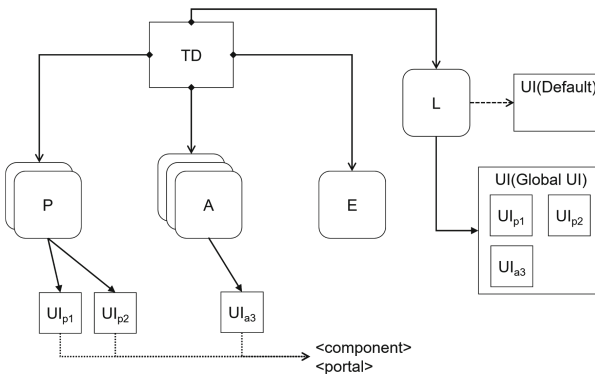 TD
L
UI(Default)
P
A
E
UI(Global UI)
UIp1
UIp2
UIa3
UIp1
UIp2
UIa3
<component>
<portal>